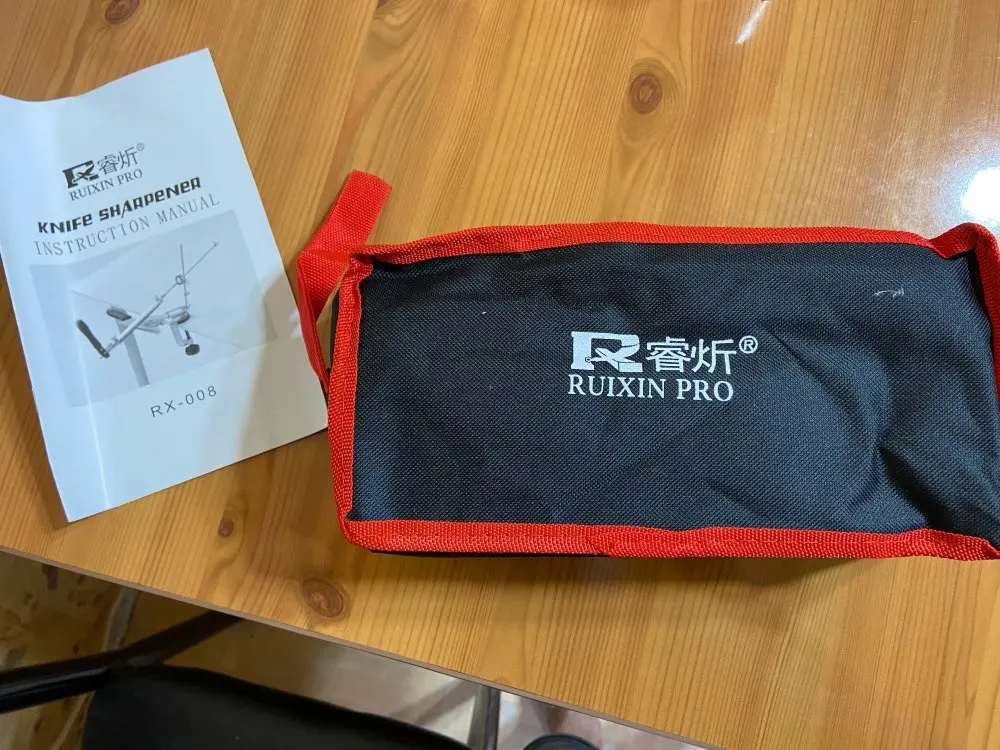 R睿炘®
RUIXIN PRO
KNIFE SHARPENER
INSTRUCTION MANUAL
RX-008
R睿炘®
RUIXIN PRO